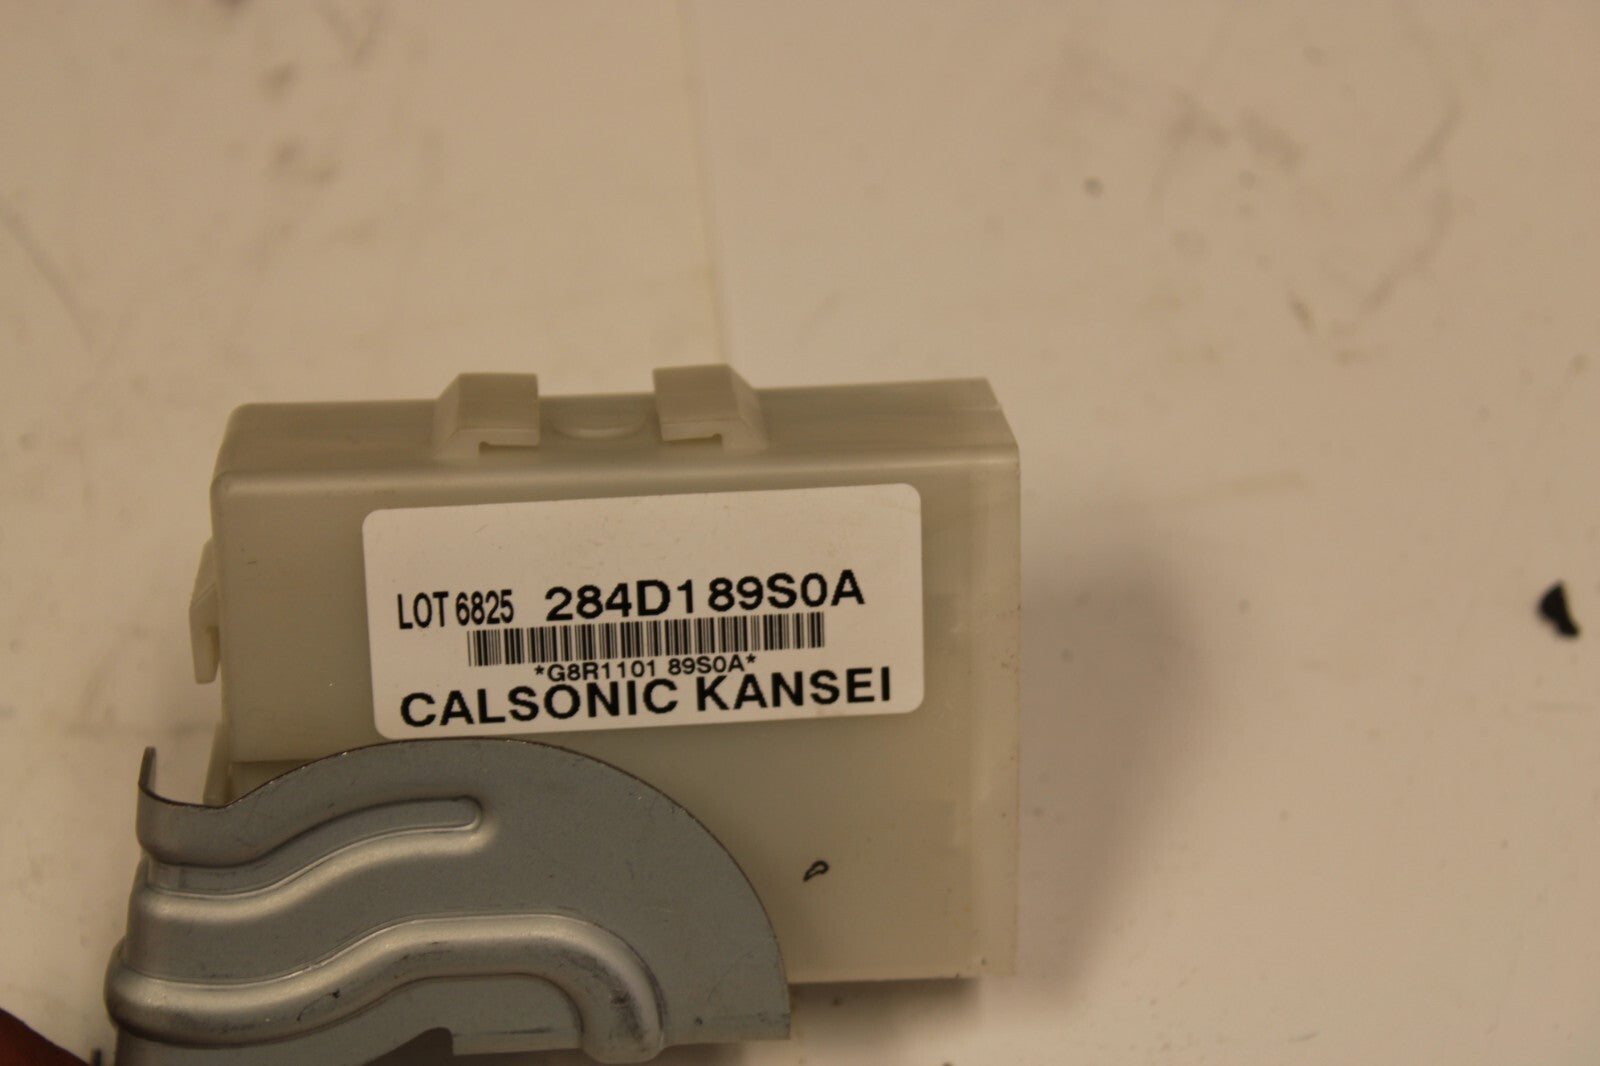 LOT 6825 284D189S0A
*G8R1101 89S0A*
CALSONIC KANSEI